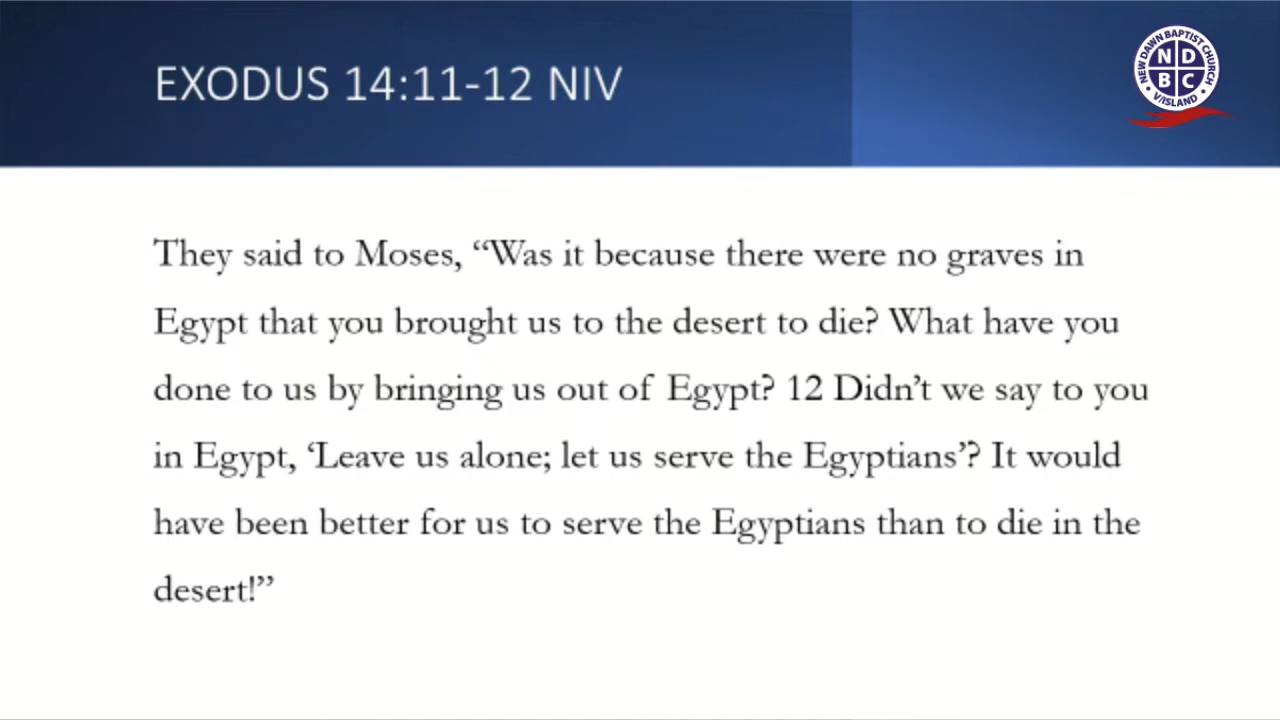 EXODUS 14:11-12 NIV
NEW DAWN BAPTIST CHURCH
N D
B C
They said to Moses, “Was it because there were no graves in
Egypt that you brought us to the desert to die? What have you
done to us by bringing us out of Egypt? 12 Didn’t we say to you
in Egypt, ‘Leave us alone; let us serve the Egyptians’? It would
have been better for us to serve the Egyptians than to die in the
desert!”